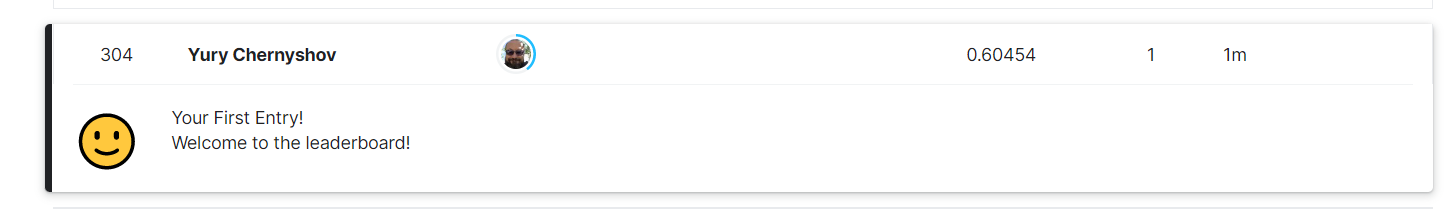 304 Yury Chernyshov 0.60454 1 1m
Your First Entry!
Welcome to the leaderboard!